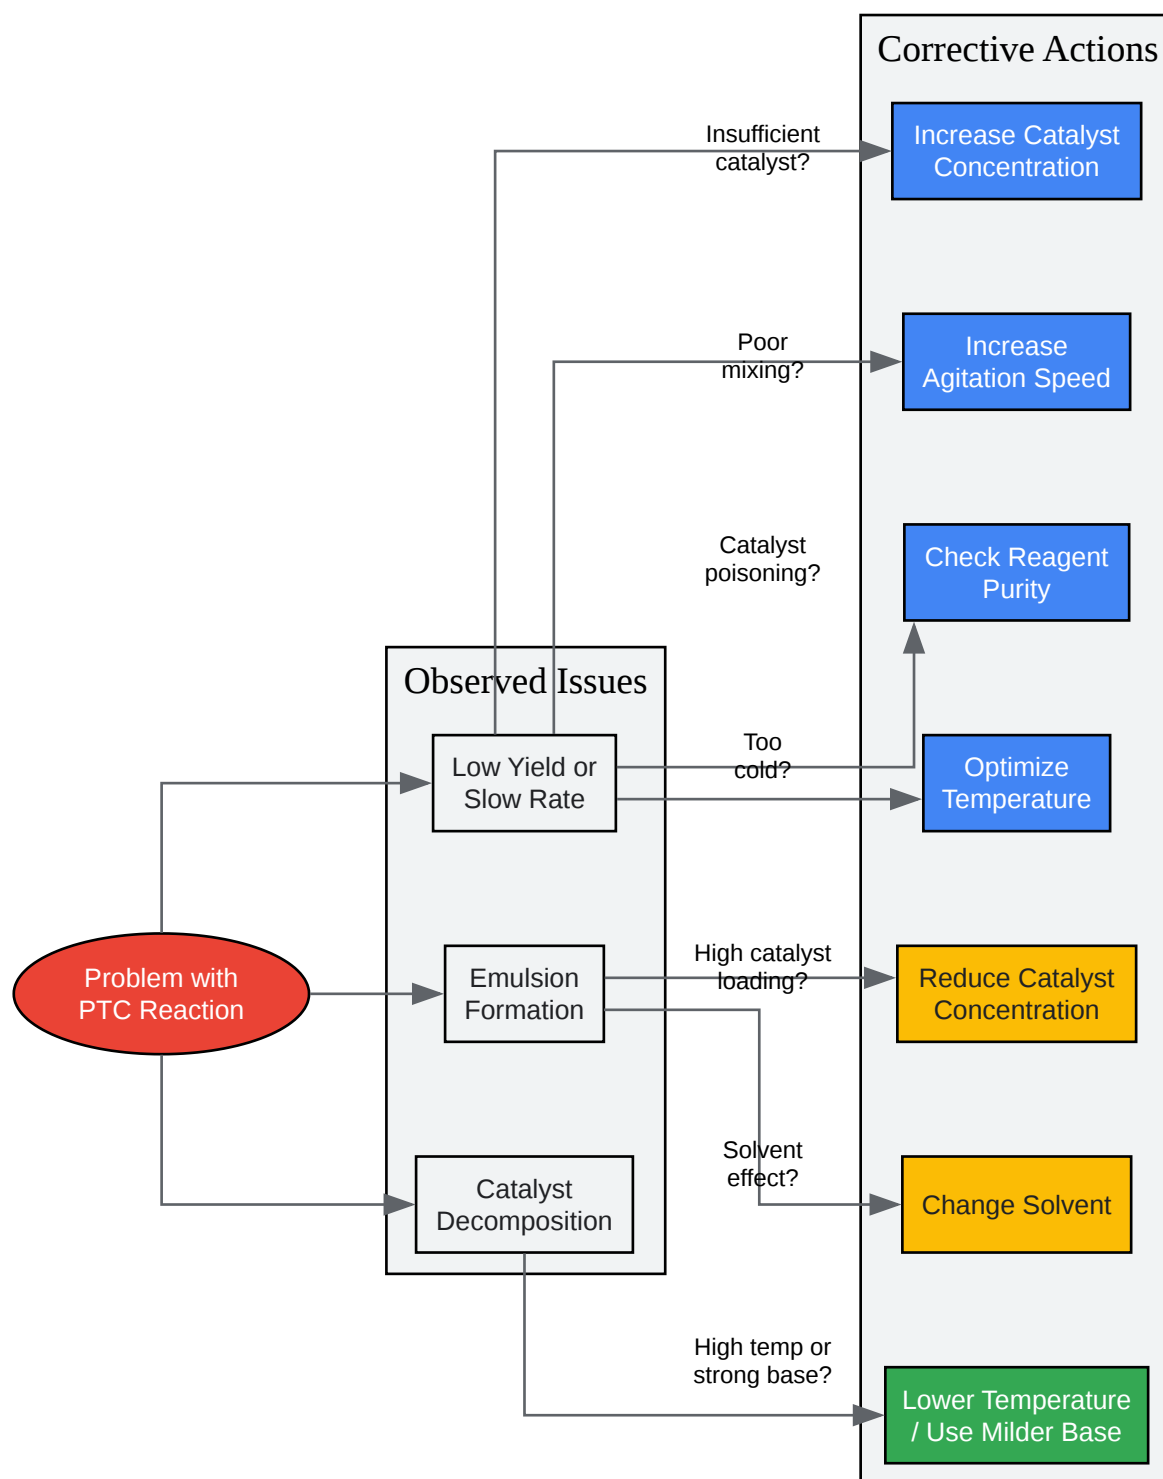 Corrective Actions
Insufficient
catalyst?
Increase Catalyst
Concentration
Poor
mixing?
Increase
Agitation Speed
Catalyst
poisoning?
Check Reagent
Purity
Observed Issues
Low Yield or
Slow Rate
Too
cold?
Optimize
Temperature
Problem with
PTC Reaction
Emulsion
Formation
High catalyst
loading?
Reduce Catalyst
Concentration
Catalyst
Decomposition
Solvent
effect?
Change Solvent
High temp or
strong base?
Lower Temperature
/ Use Milder Base